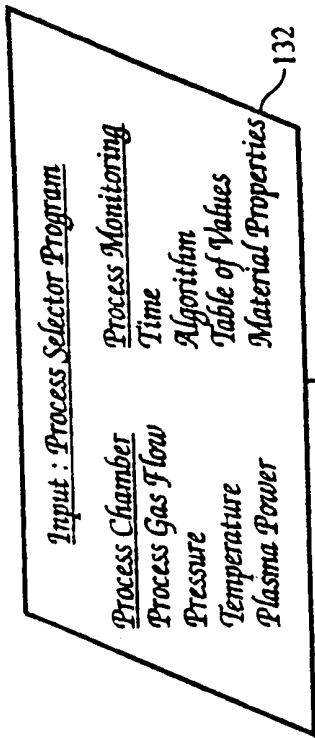 Input : Process Selector Program
Process Chamber
Process Gas Flow
Pressure
Temperature
Plasma Power
Process Monitoring
Time
Algorithm
Table of Values
Material Properties
132